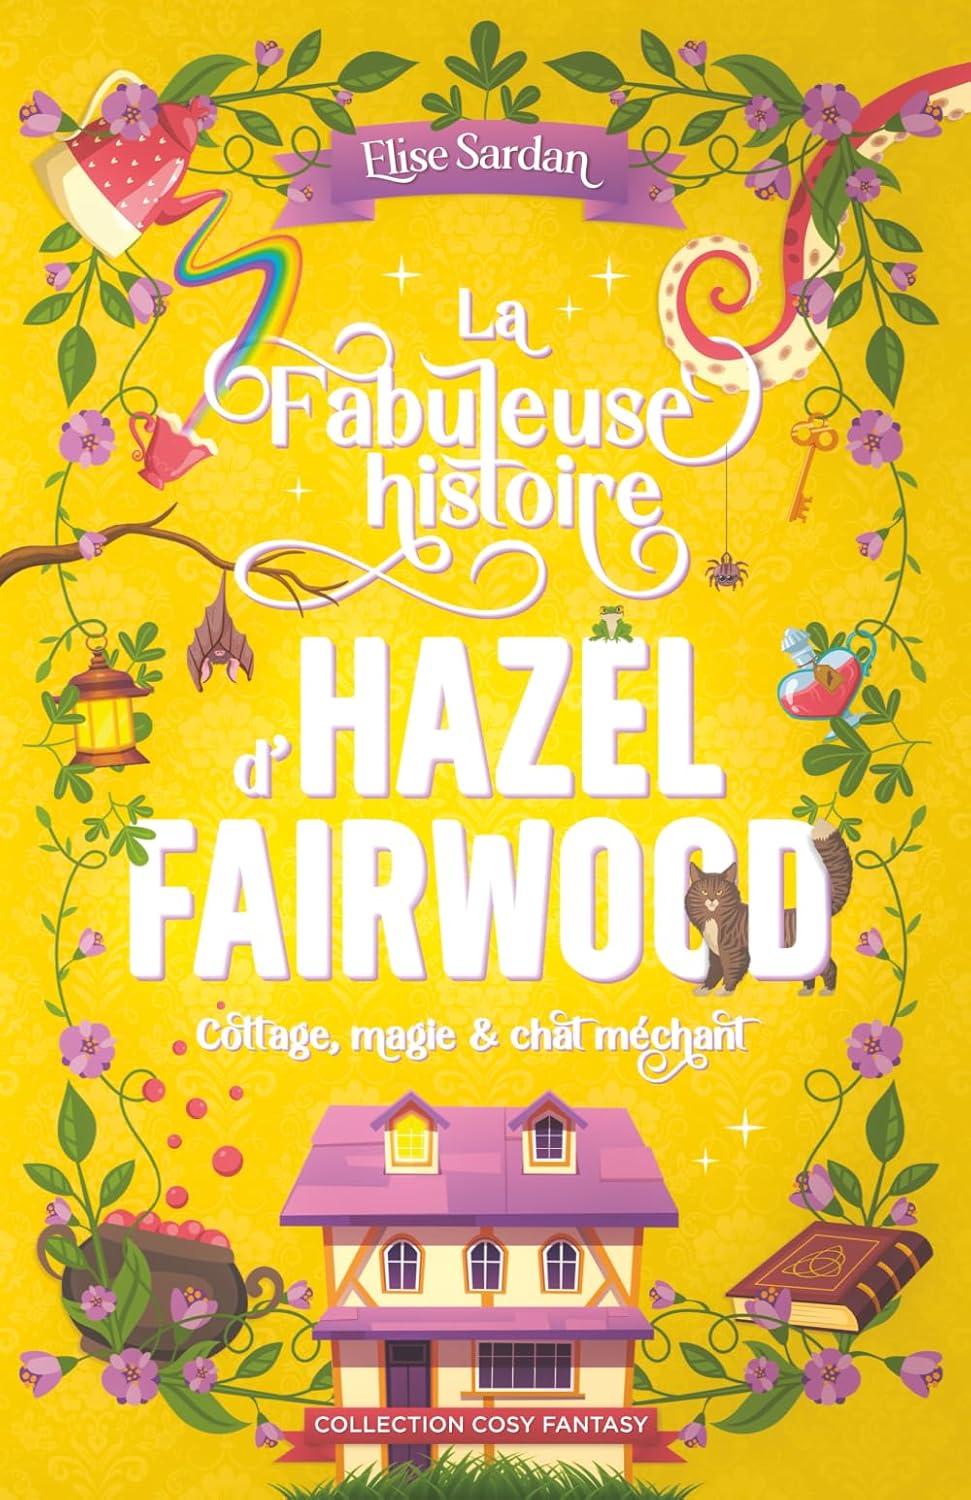 Elise Sardan
La
Fabuleuse
histoire
d'HAZEL
FAIRWOOD
Cottage, magie & chat méchant
COLLECTION COSY FANTASY